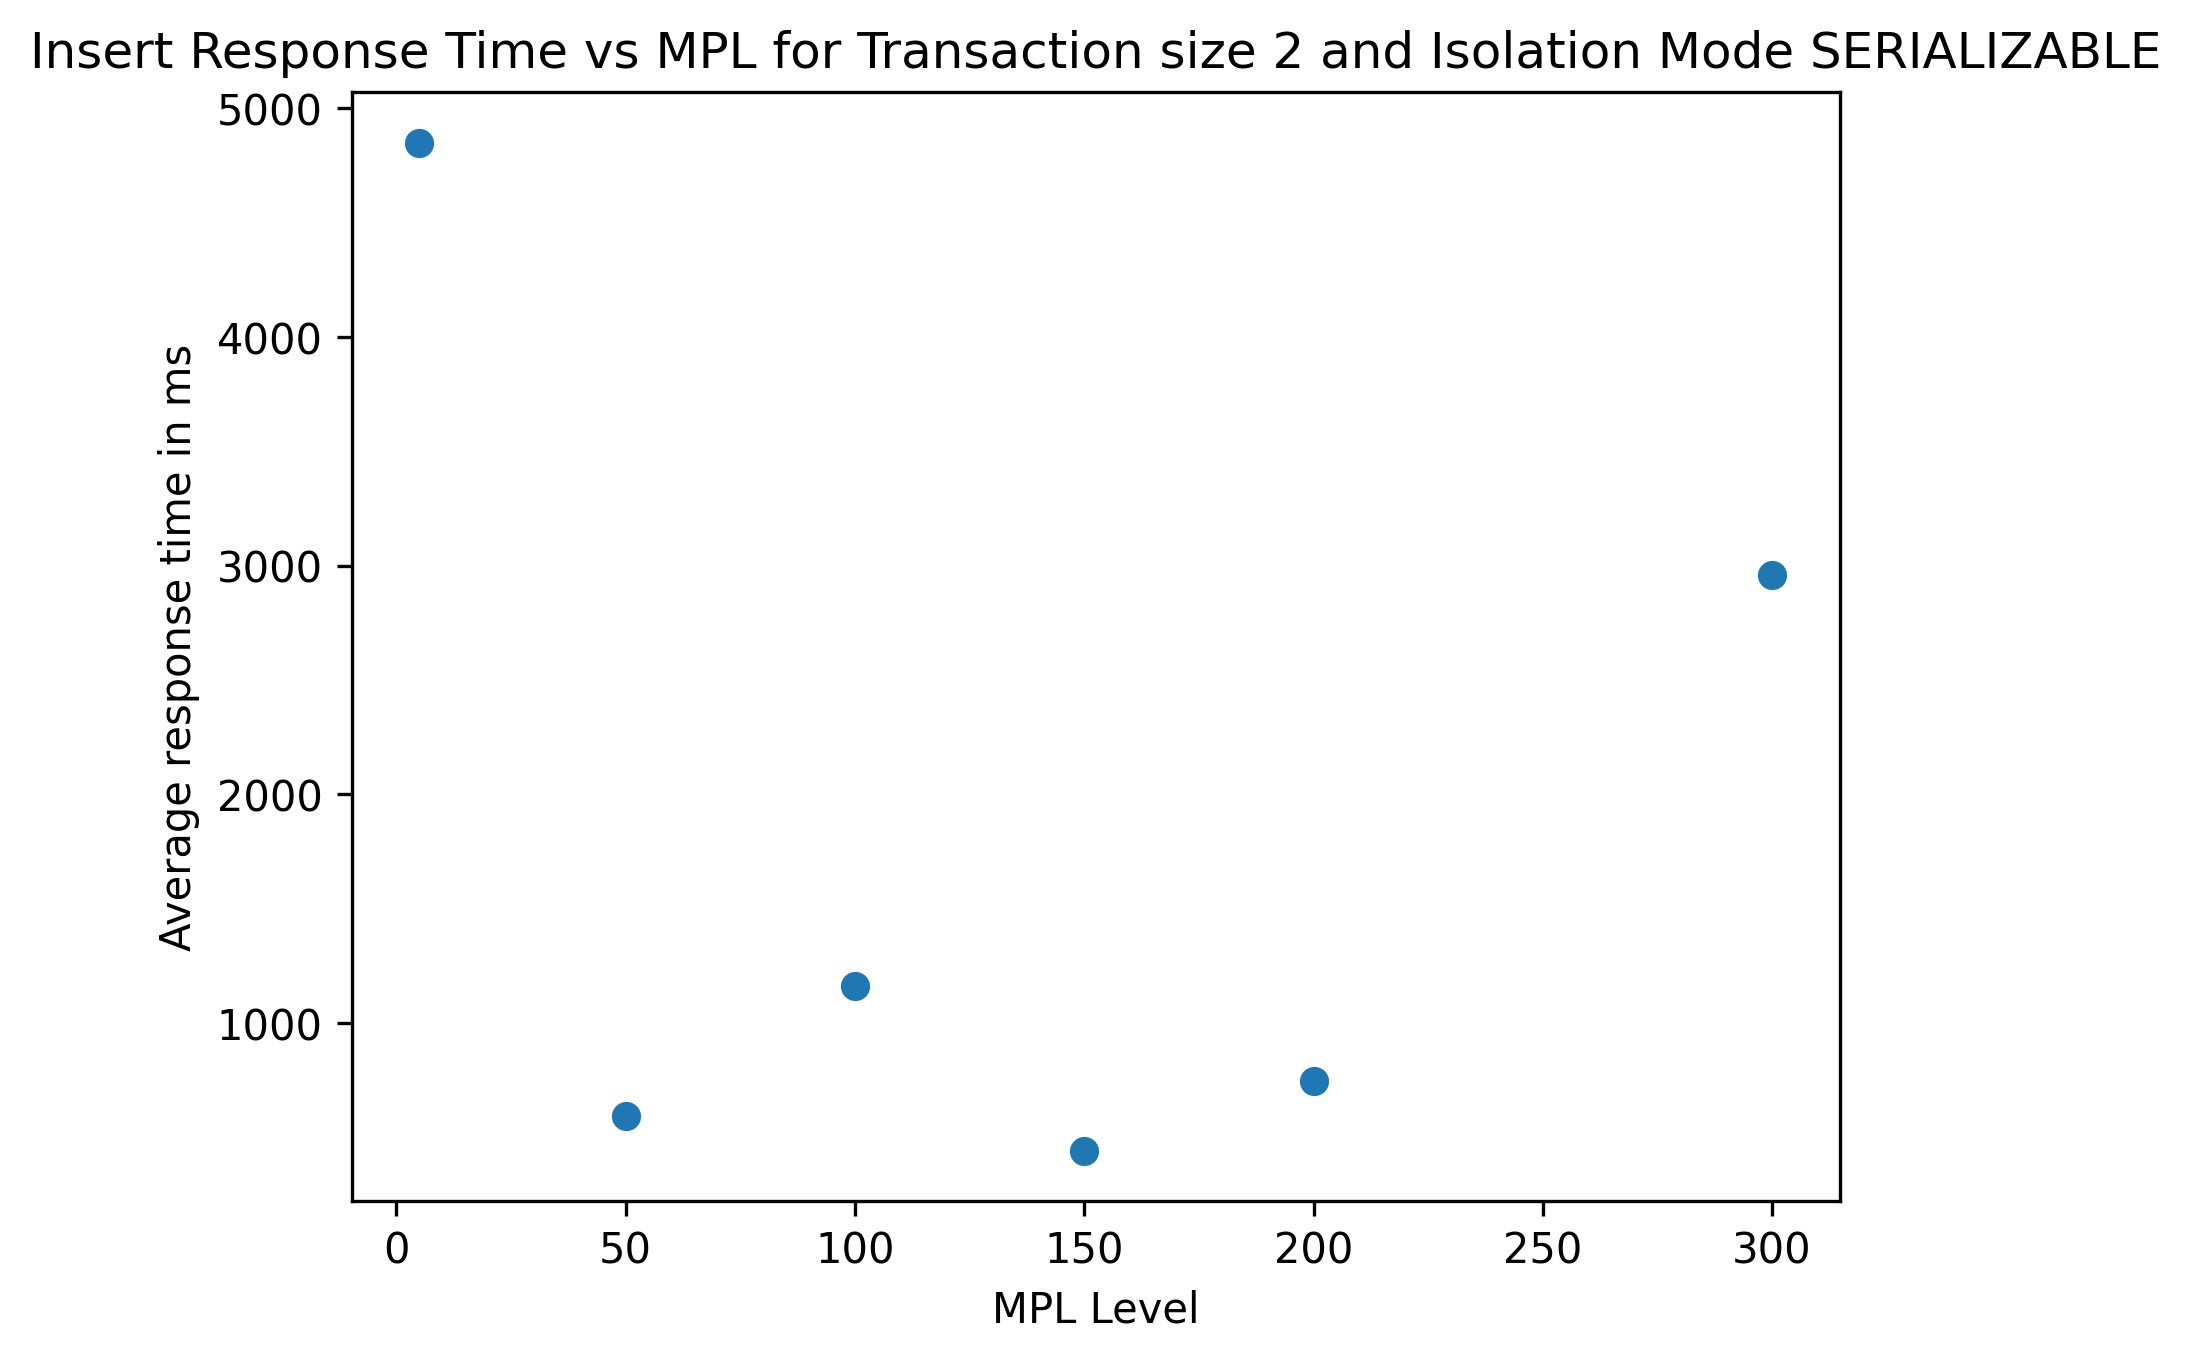 Insert Response Time vs MPL for Transaction size 2 and Isolation Mode SERIALIZABLE
5000
4000
3000
2000
1000
Average response time in ms
0 50 100 150 200 250 300
MPL Level